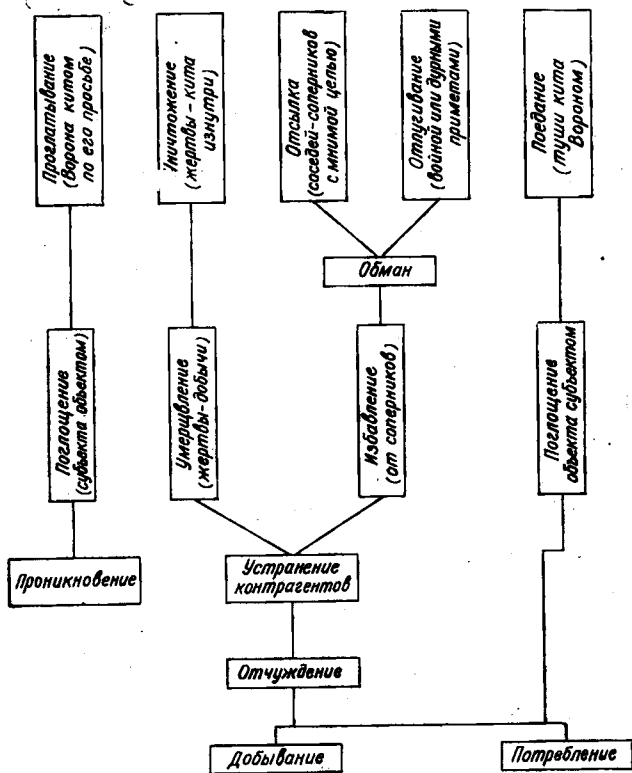 Проглатывание
(Ворона китом
по его просьбе)
Уничтожение
(жертвы-кита
изнутри)
Отсылка
(соседей-соперников
с мнимой целью)
Отпугивание
(войной или дурными
приметами)
Поедание
(туши кита
Вороном)
Обман
Поглощение
(субъекта объектом)
Умерщвление
(жертвы-добычи)
Избавление
(от соперников)
Поглощение
объекта субъектом
Проникновение
Устранение
контрагентов
Отчуждение
Добывание
Потребление